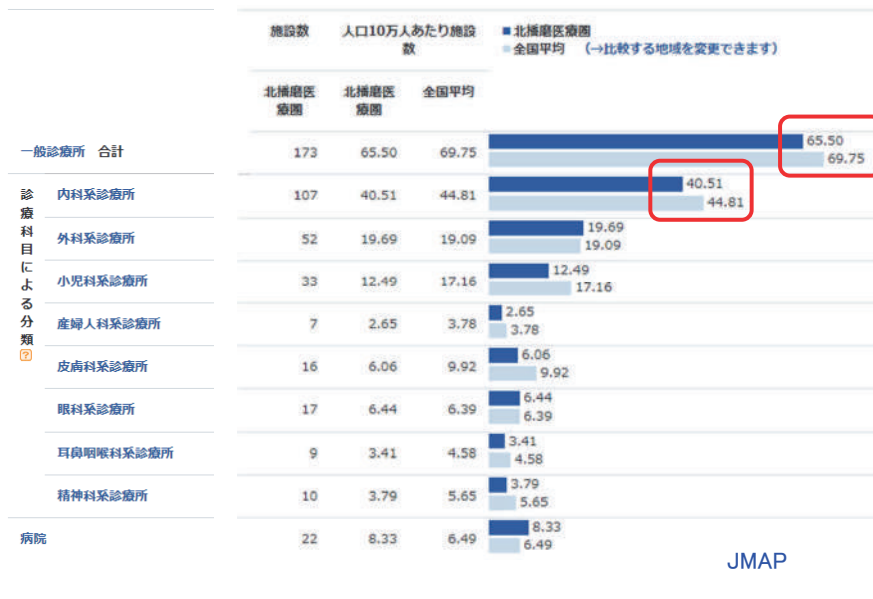 施設数 人口10万人あたり施設 ■北播磨医療圏
数 ■全国平均 (→比較する地域を変更できます)
北播磨医 北播磨医 全国平均
療圏 療圏
一般診療所 合計 173 65.50 69.75 65.50
69.75
診療科目による分類
?
内科系診療所 107 40.51 44.81 40.51
44.81
外科系診療所 52 19.69 19.09 19.69
19.09
小児科系診療所 33 12.49 17.16 12.49
17.16
産婦人科系診療所 7 2.65 3.78 2.65
3.78
皮膚科系診療所 16 6.06 9.92 6.06
9.92
眼科系診療所 17 6.44 6.39 6.44
6.39
耳鼻咽喉科系診療所 9 3.41 4.58 3.41
4.58
精神科系診療所 10 3.79 5.65 3.79
5.65
病院 22 8.33 6.49 8.33
6.49
JMAP